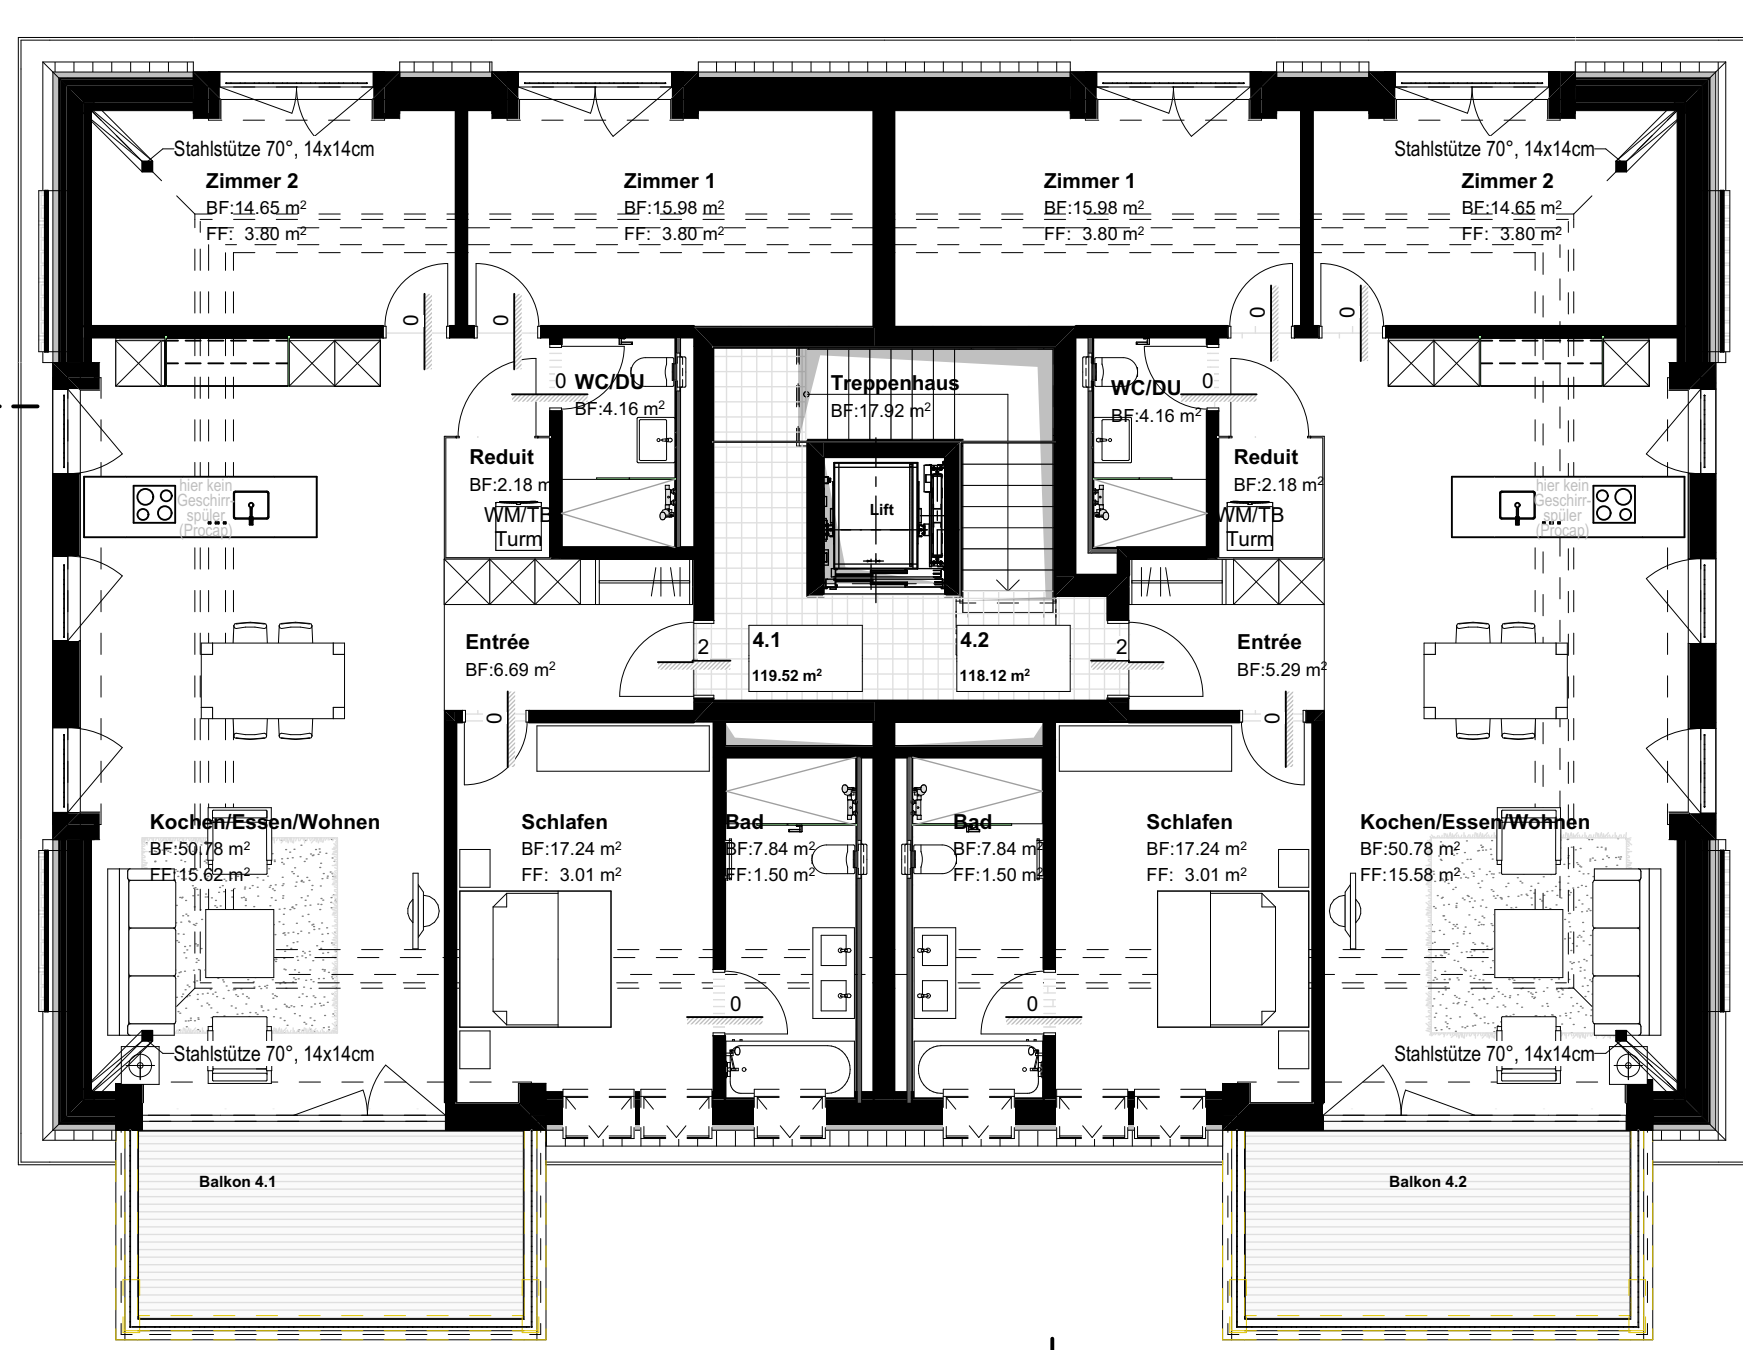 Stahlstütze 70°, 14x14cm
Zimmer 2
BF:14.65 m²
FF: 3.80 m²
Zimmer 1
BF:15.98 m²
FF: 3.80 m²
Zimmer 1
BF:15.98 m²
FF: 3.80 m²
Stahlstütze 70°, 14x14cm
Zimmer 2
BF:14.65 m²
FF: 3.80 m²
0
0
0
0
0
WC/DU
BF:4.16 m²
Treppenhaus
BF:17.92 m²
WC/DU
BF:4.16 m²
0
Reduit
BF:2.18 m
WM/TB
Turm
Reduit
BF:2.18 m²
WM/TB
Turm
hier kein
Geschirr-
spüler
(Procap)
Lift
hier kein
Geschirr-
spüler
(Procap)
Entrée
BF:6.69 m²
2
4.1
119.52 m²
4.2
118.12 m²
2
Entrée
BF:5.29 m²
0
0
Kochen/Essen/Wohnen
BF:50.78 m²
FF:15.62 m²
Schlafen
BF:17.24 m²
FF: 3.01 m²
Bad
BF:7.84 m²
FF:1.50 m²
Bad
BF:7.84 m²
FF:1.50 m²
Schlafen
BF:17.24 m²
FF: 3.01 m²
Kochen/Essen/Wohnen
BF:50.78 m²
FF:15.58 m²
0
0
Stahlstütze 70°, 14x14cm
Stahlstütze 70°, 14x14cm
Balkon 4.1
Balkon 4.2